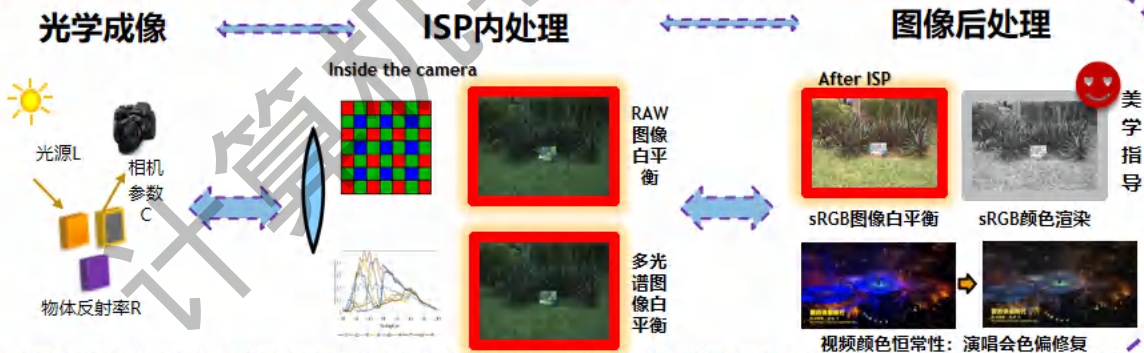 光学成像
ISP内处理
图像后处理
Inside the camera
After ISP
光源L
相机
参数
C
物体反射率R
RAW
图像
白平
衡
多光
谱图
像白
平衡
美
学
指
导
sRGB图像白平衡
sRGB颜色渲染
视频颜色恒常性：演唱会色偏修复
计算机